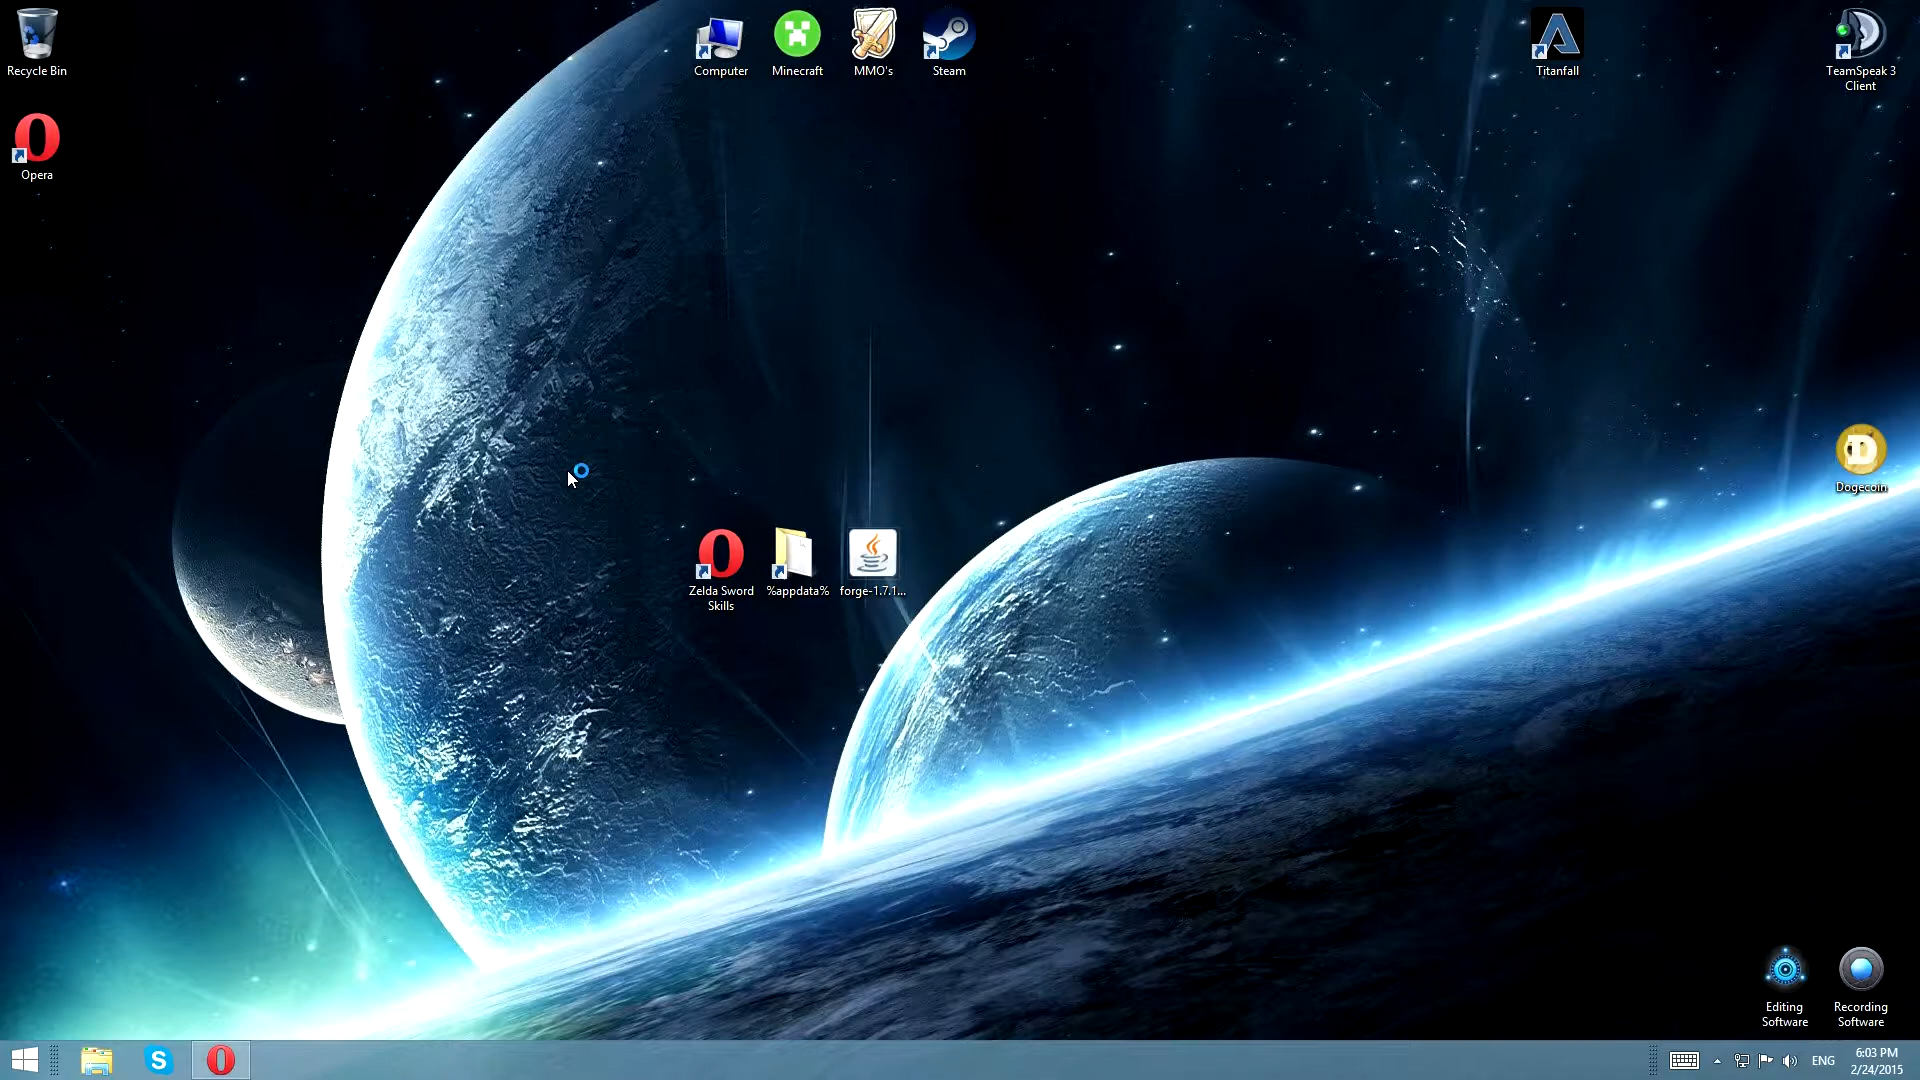 Recycle Bin
Computer
Minecraft
MMO's
Steam
Titanfall
TeamSpeak 3
Client
Opera
Dogecoin
Zelda Sword
Skills
%appdata%
forge-1.7.1...
Editing
Software
Recording
Software
ENG
6:03 PM
2/24/2015